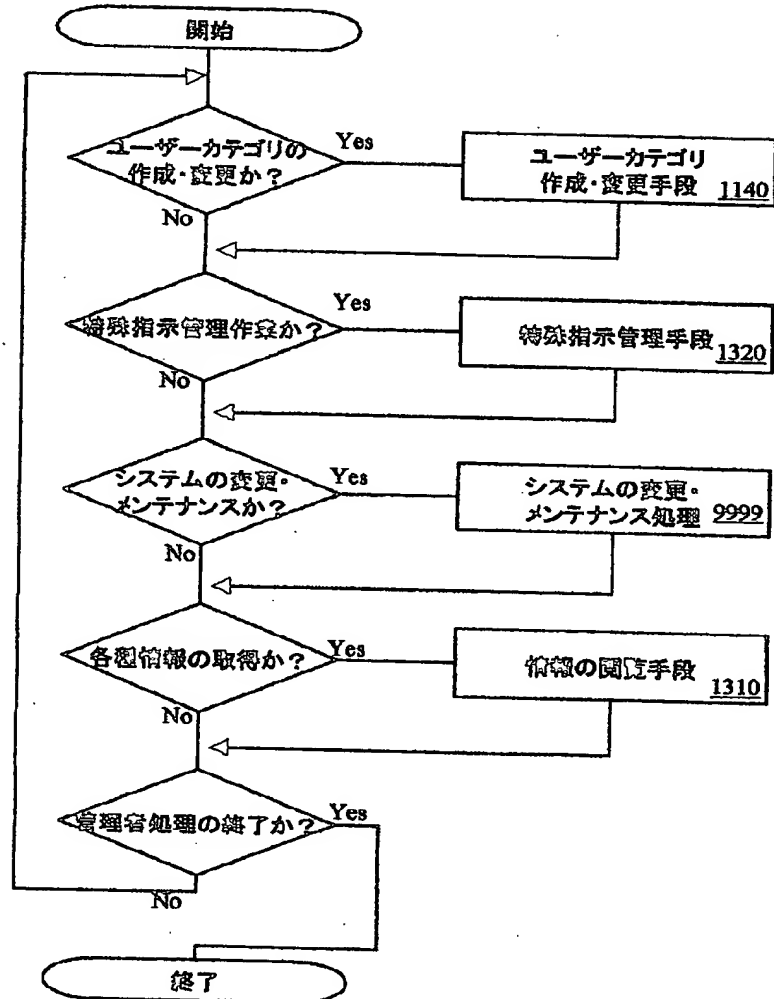 開始
ユーザーカテゴリの
作成・変更か?
Yes
ユーザーカテゴリ
作成・変更手段 1140
No
特殊指示管理作業か?
Yes
特殊指示管理手段
1320
No
システムの変更・
メンテナンスか?
Yes
システムの変更・
メンテナンス処理 9999
No
各種情報の取得か?
Yes
情報の閲覧手段
1310
No
管理者処理の終了か?
Yes
No
終了